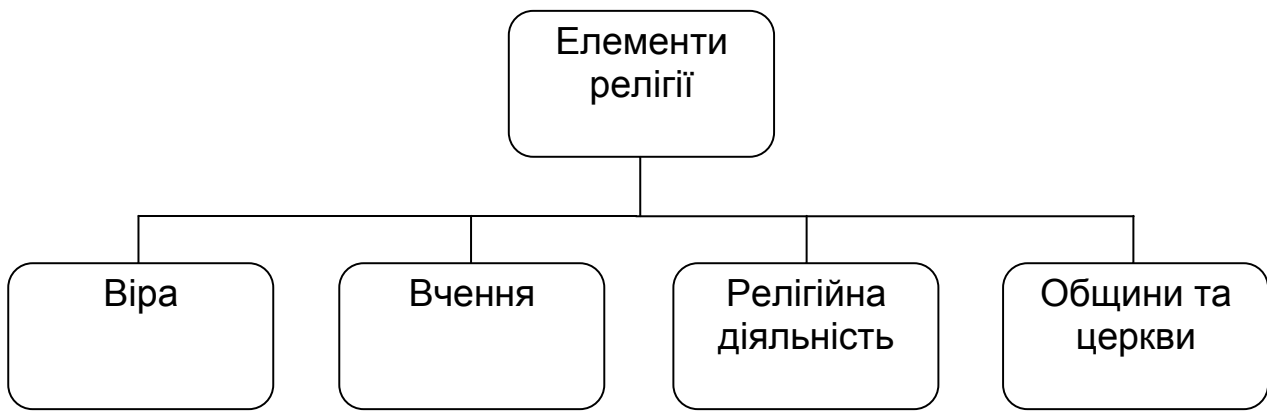 Елементи
релігії
Віра
Вчення
Релігійна
діяльність
Общини та
церкви